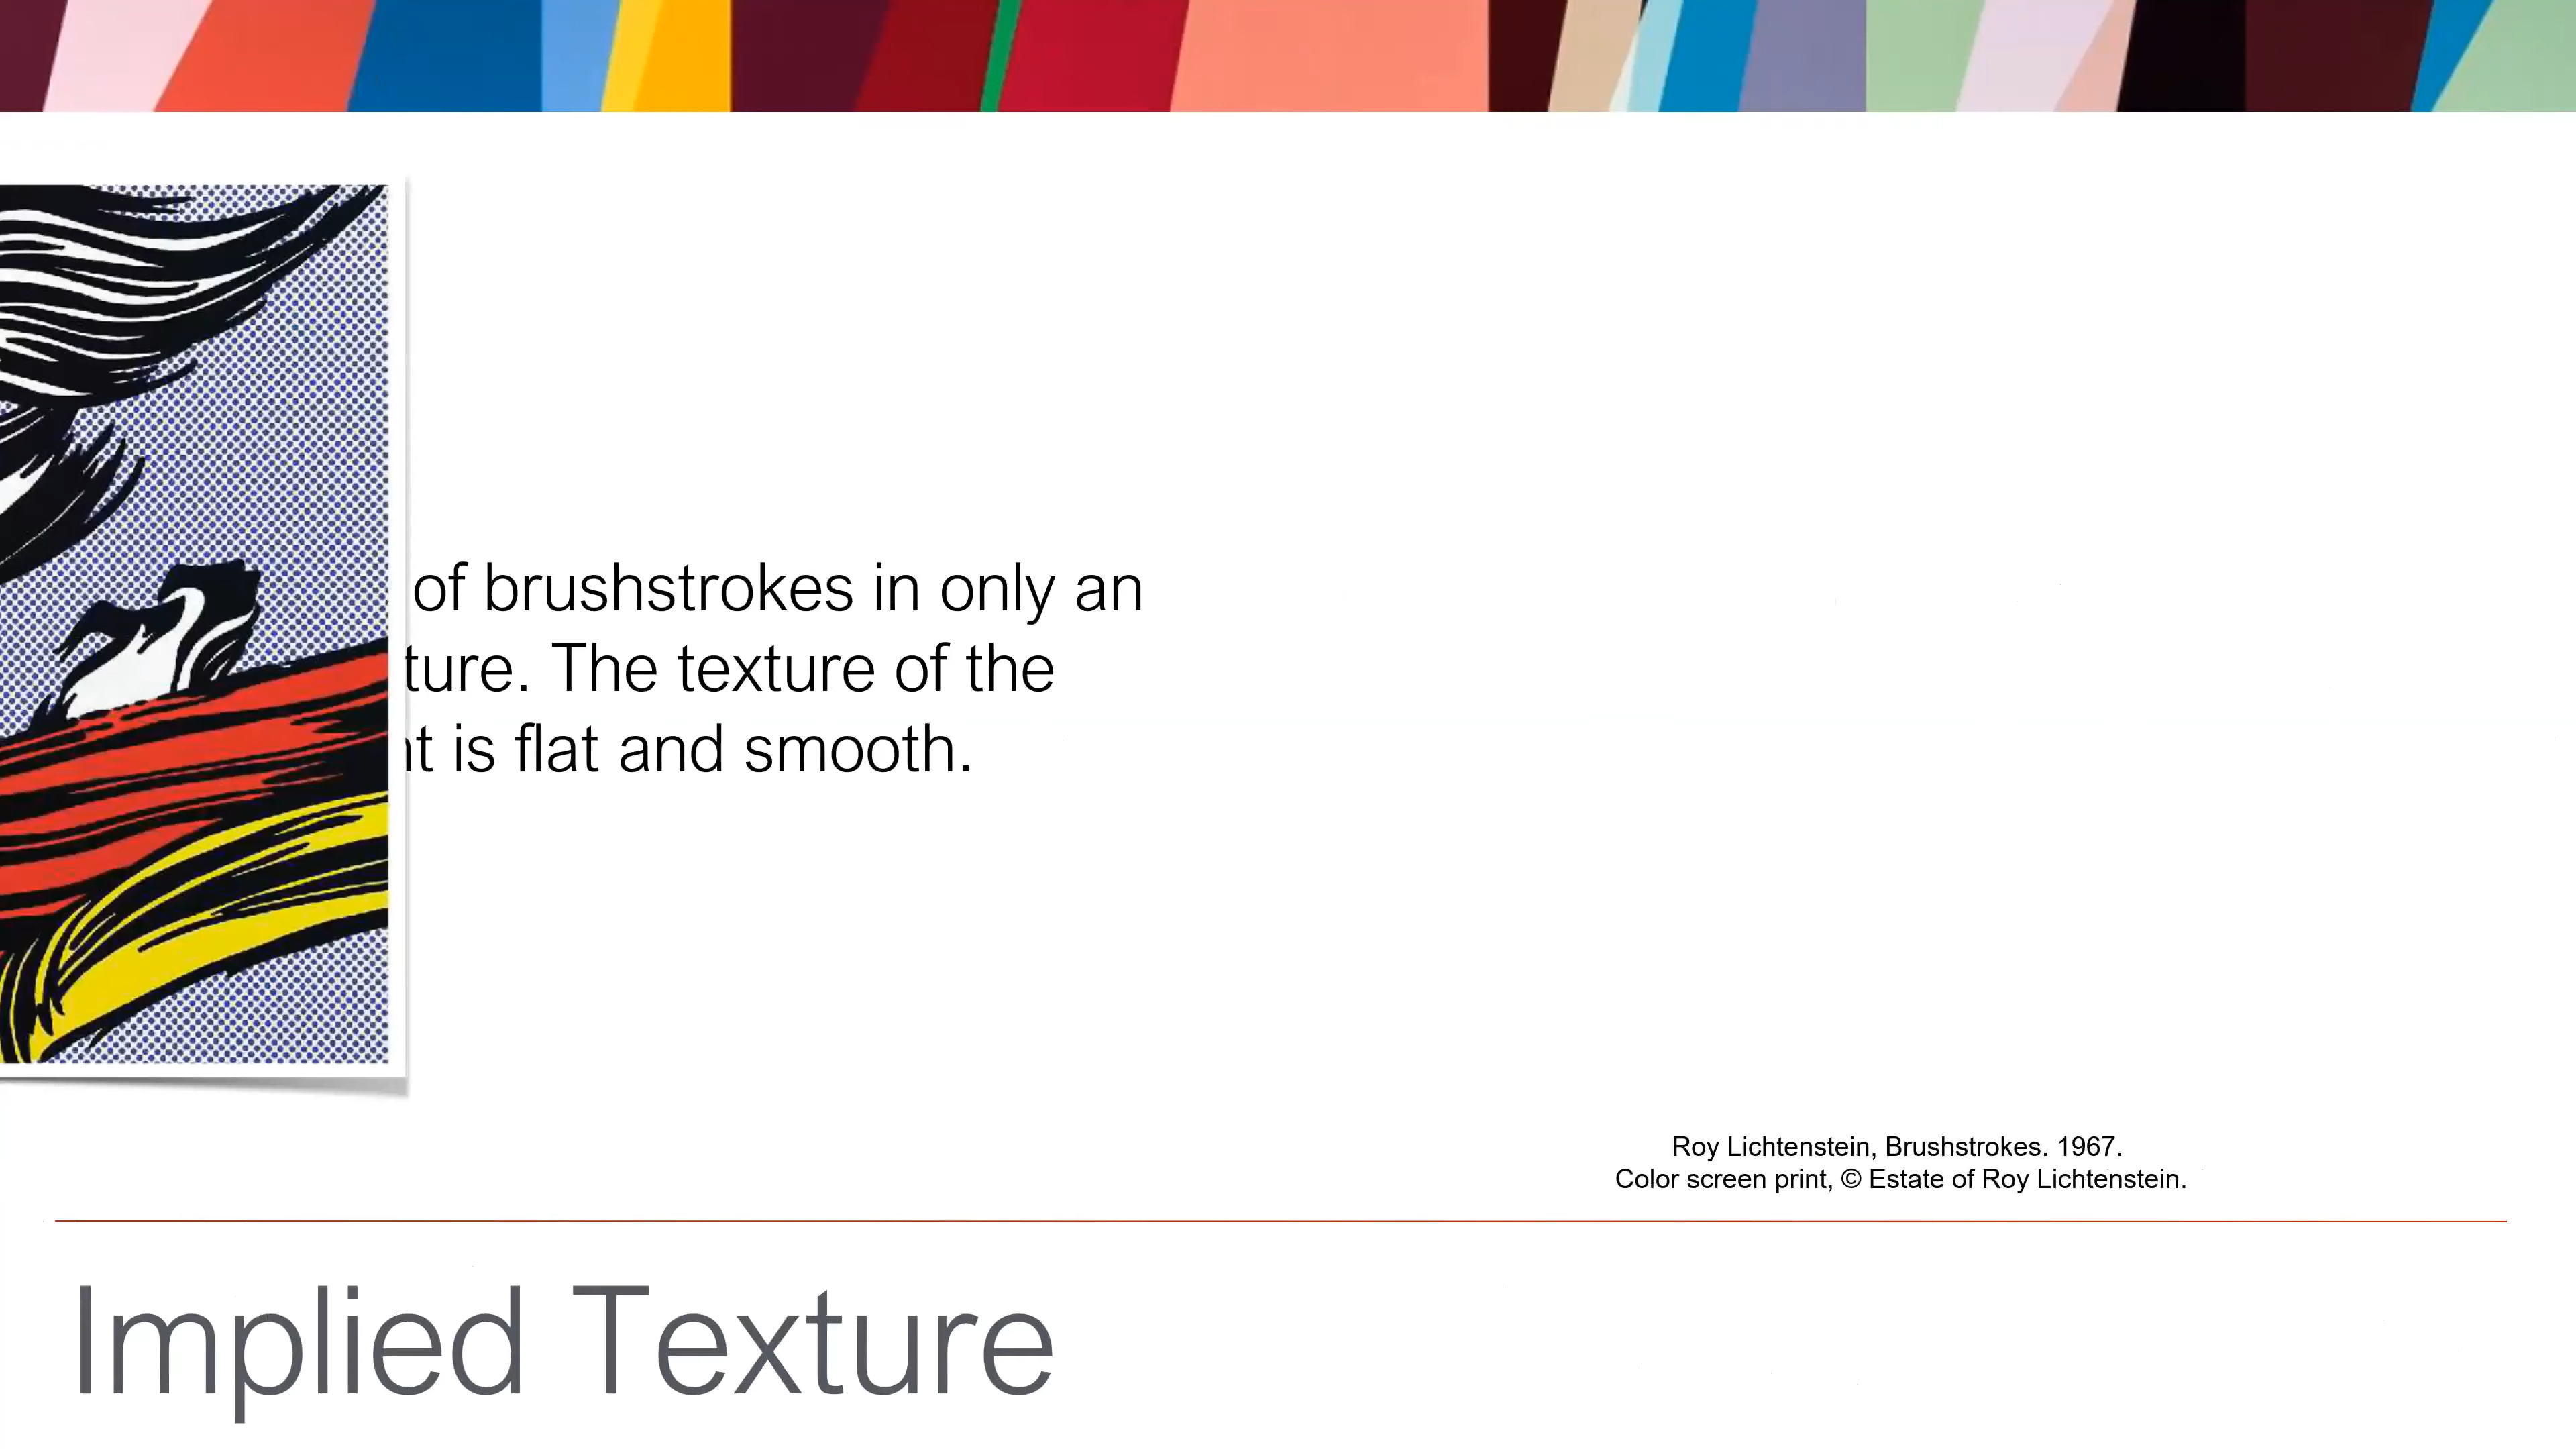 of brushstrokes in only an
ture. The texture of the
t is flat and smooth.
Roy Lichtenstein, Brushstrokes. 1967.
Color screen print, © Estate of Roy Lichtenstein.
Implied Texture